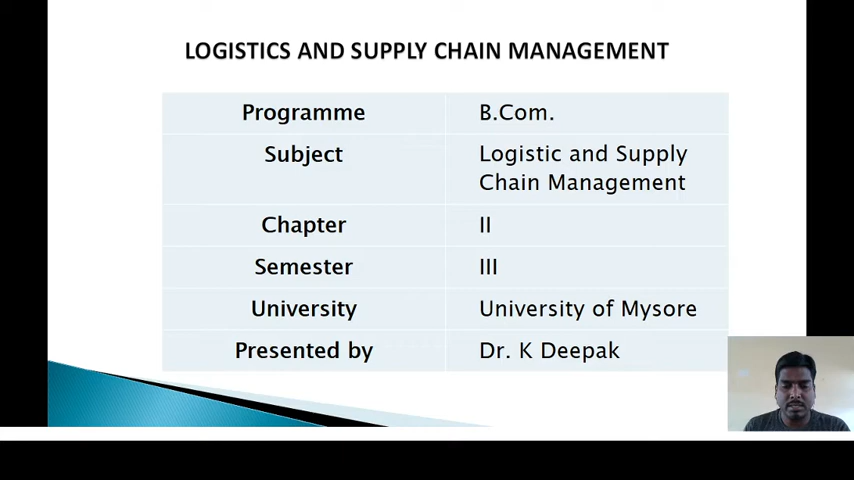 LOGISTICS AND SUPPLY CHAIN MANAGEMENT
Programme B.Com.
Subject Logistic and Supply
Chain Management
Chapter II
Semester III
University University of Mysore
Presented by Dr. K Deepak